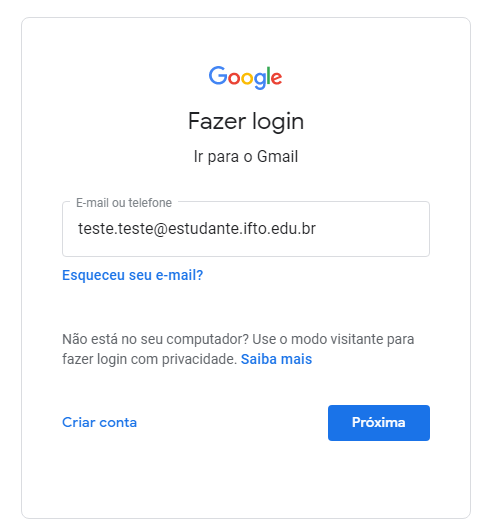 Google
Fazer login
Ir para o Gmail
E-mail ou telefone
teste.teste@estudante.ifto.edu.br
Esqueceu seu e-mail?
Não está no seu computador? Use o modo visitante para
fazer login com privacidade. Saiba mais
Criar conta
Próxima